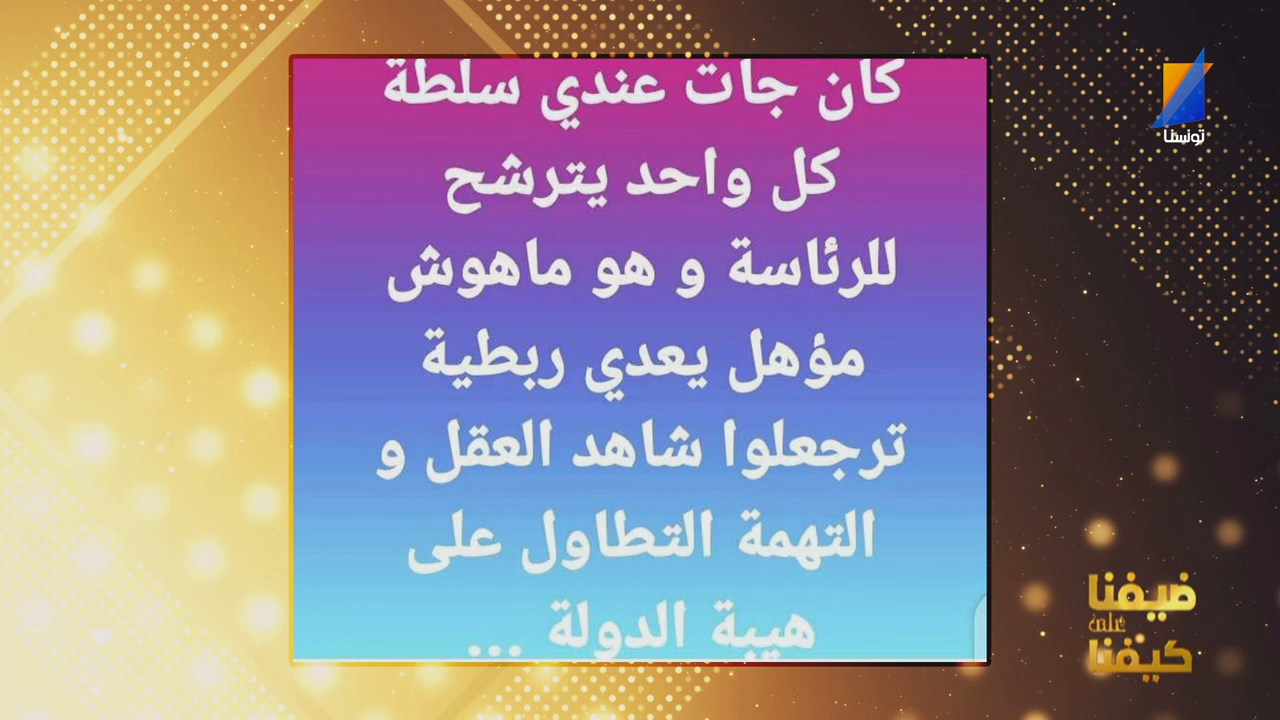 كان جات عندي سلطة
كل واحد يترشح
للرئاسة و هو ماهوش
مؤهل يعدي ربطية
ترجعلوا شاهد العقل و
التهمة التطاول على
هيبة الدولة ...
تونسنا
ضيفنا
على
كيفنا